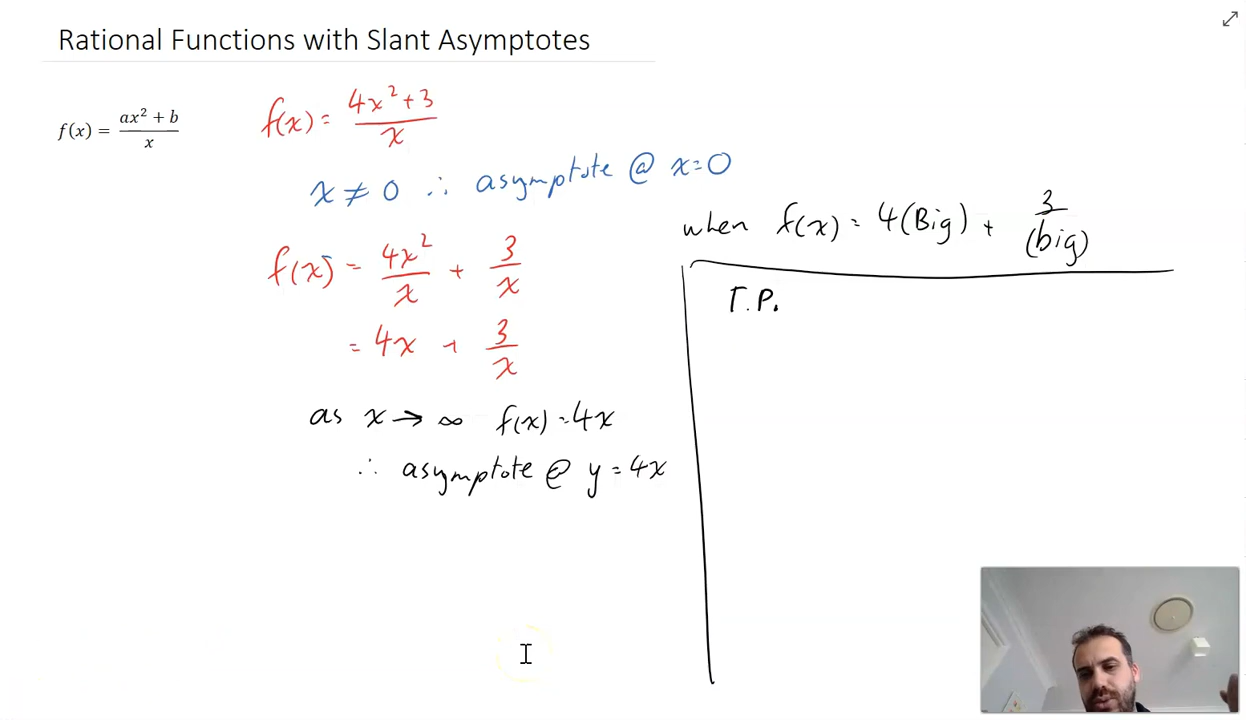 Rational Functions with Slant Asymptotes
f(x) = ax² + b / x
f(x) = 4x² + 3 / x
x ≠ 0 ∴ asymptote @ x = 0
when f(x) = 4(Big) + 3/(big)
f(x) = 4x²/x + 3/x
T.P.
= 4x + 3/x
as x → ∞ f(x) = 4x
∴ asymptote @ y = 4x